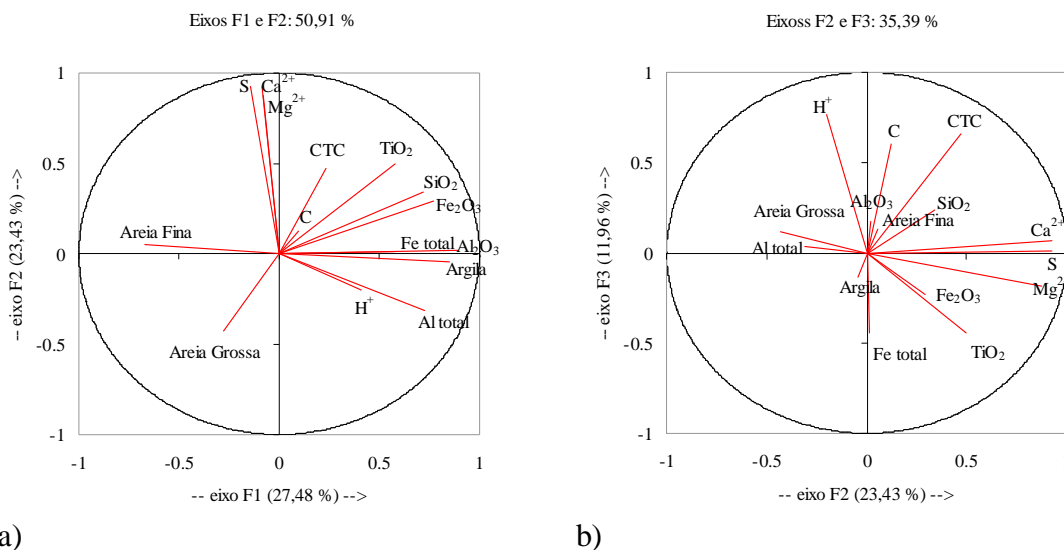 Eixos F1 e F2: 50,91 %
1
S
Ca²⁺
Mg²⁺
CTC
TiO₂
0.5
SiO₂
Fe₂O₃
C
Areia Fina
Fe total
Al₂O₃
0
Argila
H⁺
Al total
Areia Grossa
-0.5
-1
-1
-0.5
0
0.5
1
-- eixo F1 (27,48 %) -->
-- eixo F2 (23,43 %) -->
a)
Eixoss F2 e F3: 35,39 %
1
H⁺
C
CTC
0.5
Al₂O₃
SiO₂
Areia Grossa
Areia Fina
Ca²⁺
Al total
0
S
Argila
Fe₂O₃
Mg²
Fe total
TiO₂
-0.5
-1
-1
-0.5
0
0.5
-- eixo F2 (23,43 %) -->
-- eixo F3 (11,96 %) -->
b)